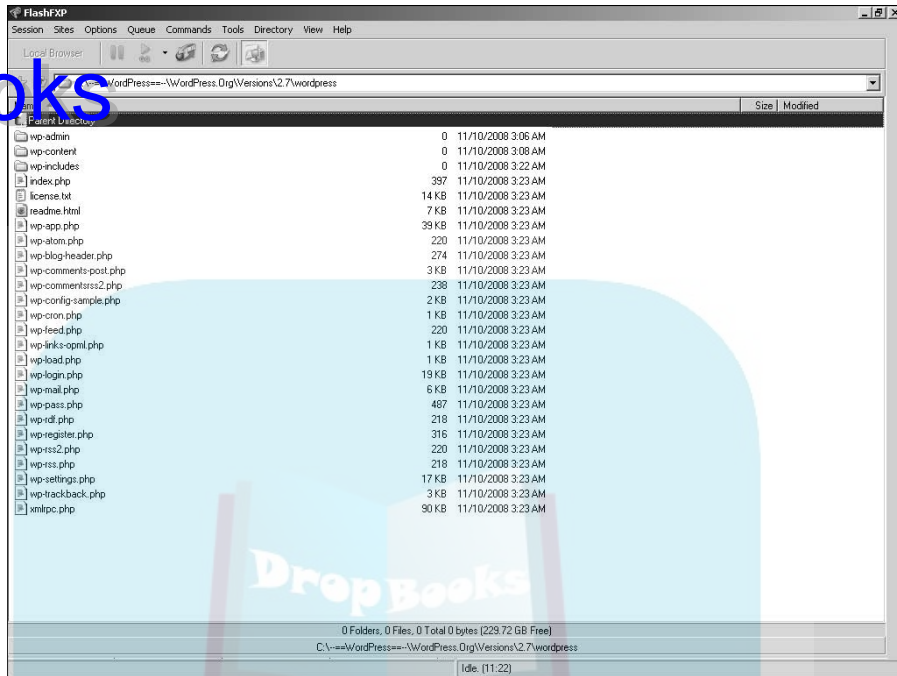 FlashFXP
Session Sites Options Queue Commands Tools Directory View Help
Local Browser
oks
\--==WordPress==--\WordPress.Org\Versions\2.7\wordpress
Name Size Modified
Parent Directory
wp-admin 0 11/10/2008 3:06 AM
wp-content 0 11/10/2008 3:08 AM
wp-includes 0 11/10/2008 3:22 AM
index.php 397 11/10/2008 3:23 AM
license.txt 14 KB 11/10/2008 3:23 AM
readme.html 7 KB 11/10/2008 3:23 AM
wp-app.php 39 KB 11/10/2008 3:23 AM
wp-atom.php 220 11/10/2008 3:23 AM
wp-blog-header.php 274 11/10/2008 3:23 AM
wp-comments-post.php 3 KB 11/10/2008 3:23 AM
wp-commentsrss2.php 238 11/10/2008 3:23 AM
wp-config-sample.php 2 KB 11/10/2008 3:23 AM
wp-cron.php 1 KB 11/10/2008 3:23 AM
wp-feed.php 220 11/10/2008 3:23 AM
wp-links-opml.php 1 KB 11/10/2008 3:23 AM
wp-load.php 1 KB 11/10/2008 3:23 AM
wp-login.php 19 KB 11/10/2008 3:23 AM
wp-mail.php 6 KB 11/10/2008 3:23 AM
wp-pass.php 487 11/10/2008 3:23 AM
wp-rdf.php 218 11/10/2008 3:23 AM
wp-register.php 316 11/10/2008 3:23 AM
wp-rss2.php 220 11/10/2008 3:23 AM
wp-rss.php 218 11/10/2008 3:23 AM
wp-settings.php 17 KB 11/10/2008 3:23 AM
wp-trackback.php 3 KB 11/10/2008 3:23 AM
xmlrpc.php 90 KB 11/10/2008 3:23 AM
DropBooks
0 Folders, 0 Files, 0 Total 0 bytes (229.72 GB Free)
C:\--==WordPress==--\WordPress.Org\Versions\2.7\wordpress
Idle. (11:22)